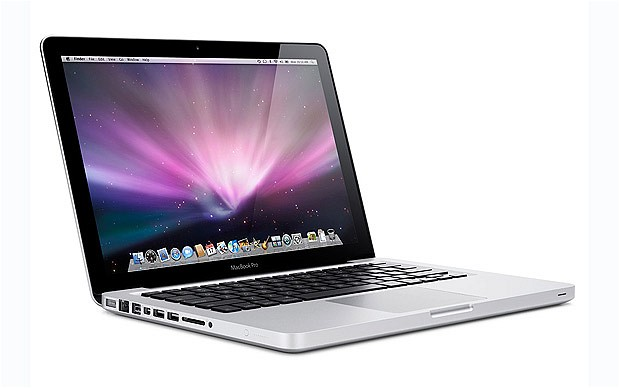 Finder File Edit View Go Window Help
MacBook Pro